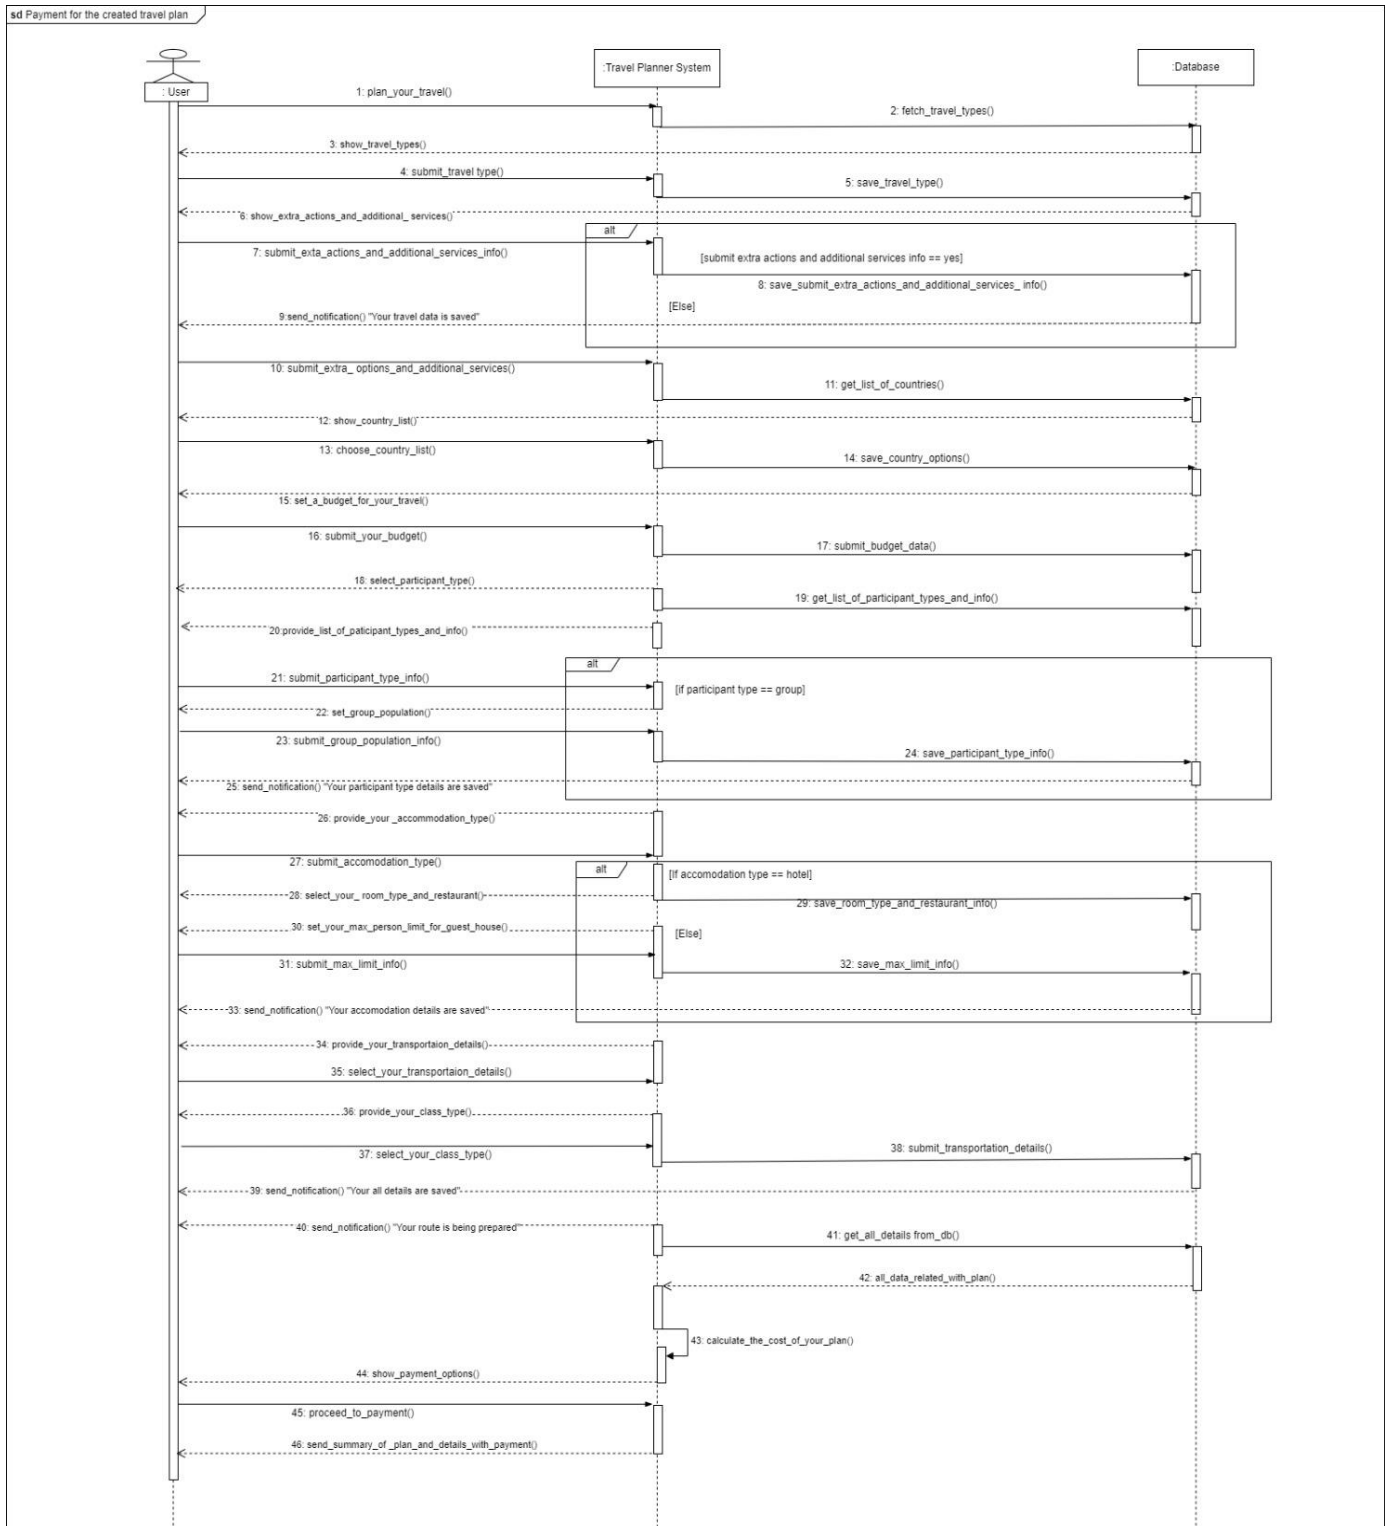 sd Payment for the created travel plan
: User
:Travel Planner System
:Database
1: plan_your_travel()
2: fetch_travel_types()
3: show_travel_types()
4: submit_travel type()
5: save_travel_type()
6: show_extra_actions_and_additional_ services()
alt
7: submit_exta_actions_and_additional_services_info()
[submit extra actions and additional services info == yes]
8: save_submit_extra_actions_and_additional_services_ info()
[Else]
9:send_notification() "Your travel data is saved"
10: submit_extra_ options_and_additional_services()
11: get_list_of_countries()
12: show_country_list()
13: choose_country_list()
14: save_country_options()
15: set_a_budget_for_your_travel()
16: submit_your_budget()
17: submit_budget_data()
18: select_participant_type()
19: get_list_of_participant_types_and_info()
20:provide_list_of_paticipant_types_and_info()
alt
21: submit_participant_type_info()
[if participant type == group]
22: set_group_population()
23: submit_group_population_info()
24: save_participant_type_info()
25: send_notification() "Your participant type details are saved"
26: provide_your _accommodation_type()
27: submit_accomodation_type()
alt
[If accomodation type == hotel]
28: select_your_ room_type_and_restaurant()
29: save_room_type_and_restaurant_info()
30: set_your_max_person_limit_for_guest_house()
[Else]
31: submit_max_limit_info()
32: save_max_limit_info()
33: send_notification() "Your accomodation details are saved"
34: provide_your_transportaion_details()
35: select_your_transportaion_details()
36: provide_your_class_type()
37: select_your_class_type()
38: submit_transportation_details()
39: send_notification() "Your all details are saved"
40: send_notification() "Your route is being prepared"
41: get_all_details from_db()
42: all_data_related_with_plan()
43: calculate_the_cost_of_your_plan()
44: show_payment_options()
45: proceed_to_payment()
46: send_summary_of _plan_and_details_with_payment()